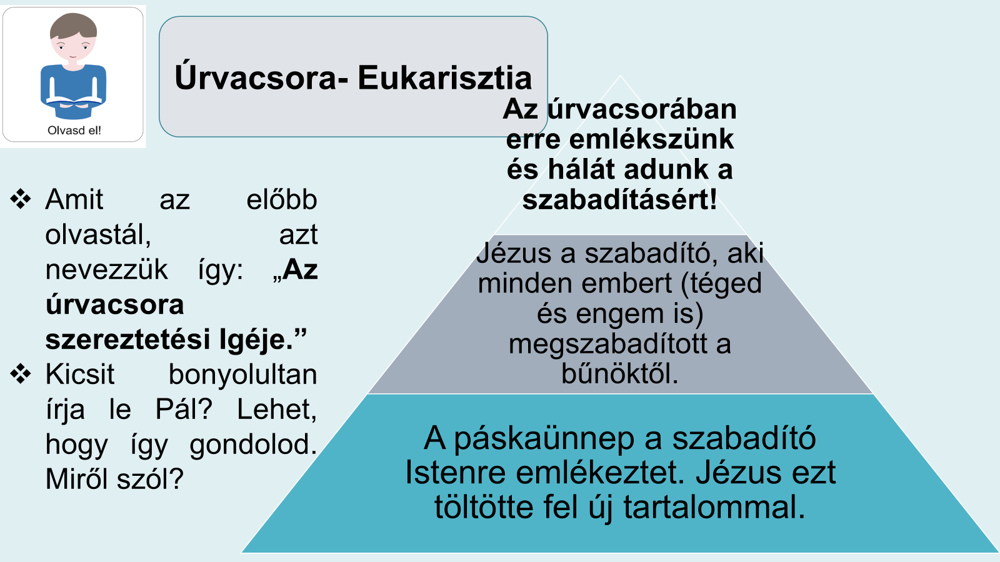 Olvasd el!
Úrvacsora- Eukarisztia
❖ Amit az előbb
olvastál, azt
nevezzük így: „Az
úrvacsora
szereztetési Igéje.”
❖ Kicsit bonyolultan
írja le Pál? Lehet,
hogy így gondolod.
Miről szól?
Az úrvacsorában
erre emlékszünk
és hálát adunk a
szabadításért!
Jézus a szabadító, aki
minden embert (téged
és engem is)
megszabadított a
bűnöktől.
A páskaünnep a szabadító
Istenre emlékeztet. Jézus ezt
töltötte fel új tartalommal.